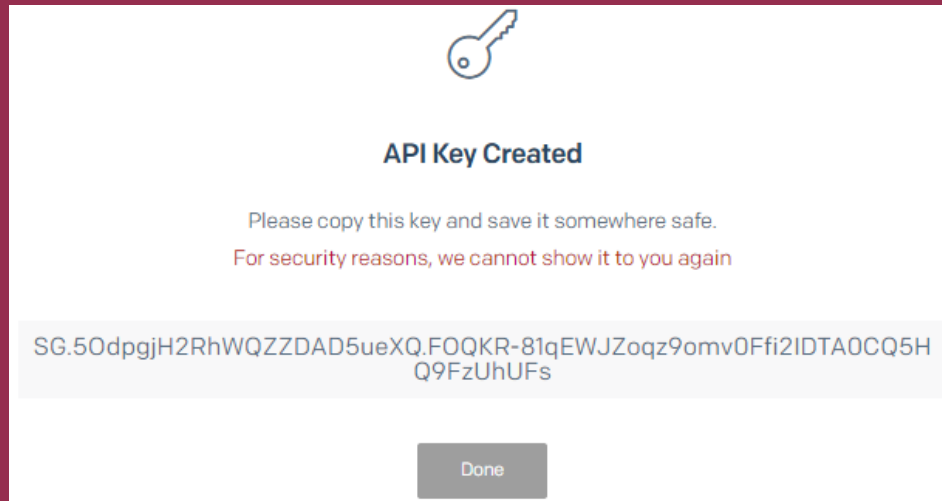 API Key Created
Please copy this key and save it somewhere safe.
For security reasons, we cannot show it to you again
SG.5OdpgjH2RhWQZZDAD5ueXQ.FOQKR-81qEWJZoqz9omv0Ffi2IDTA0CQ5H
Q9FzUhUFs
Done